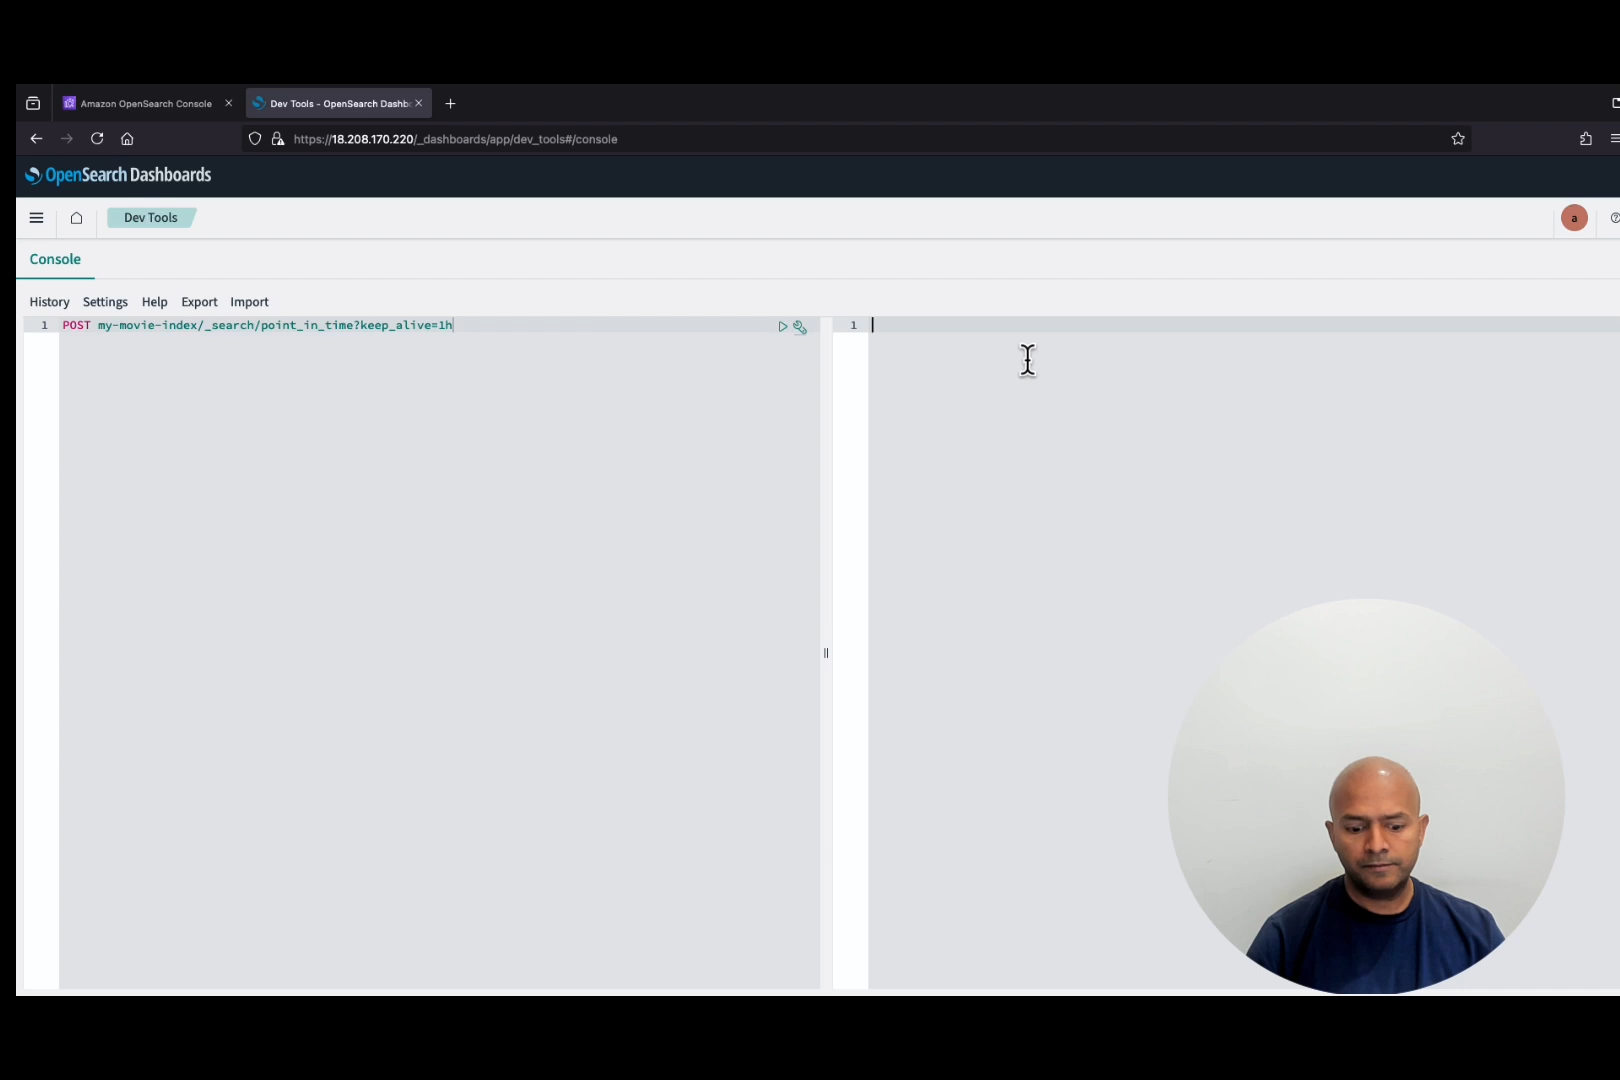 Amazon OpenSearch Console
Dev Tools - OpenSearch Dashb
https://18.208.170.220/_dashboards/app/dev_tools#/console
OpenSearch Dashboards
Dev Tools
a
Console
History Settings Help Export Import
1 POST my-movie-index/_search/point_in_time?keep_alive=1h
1